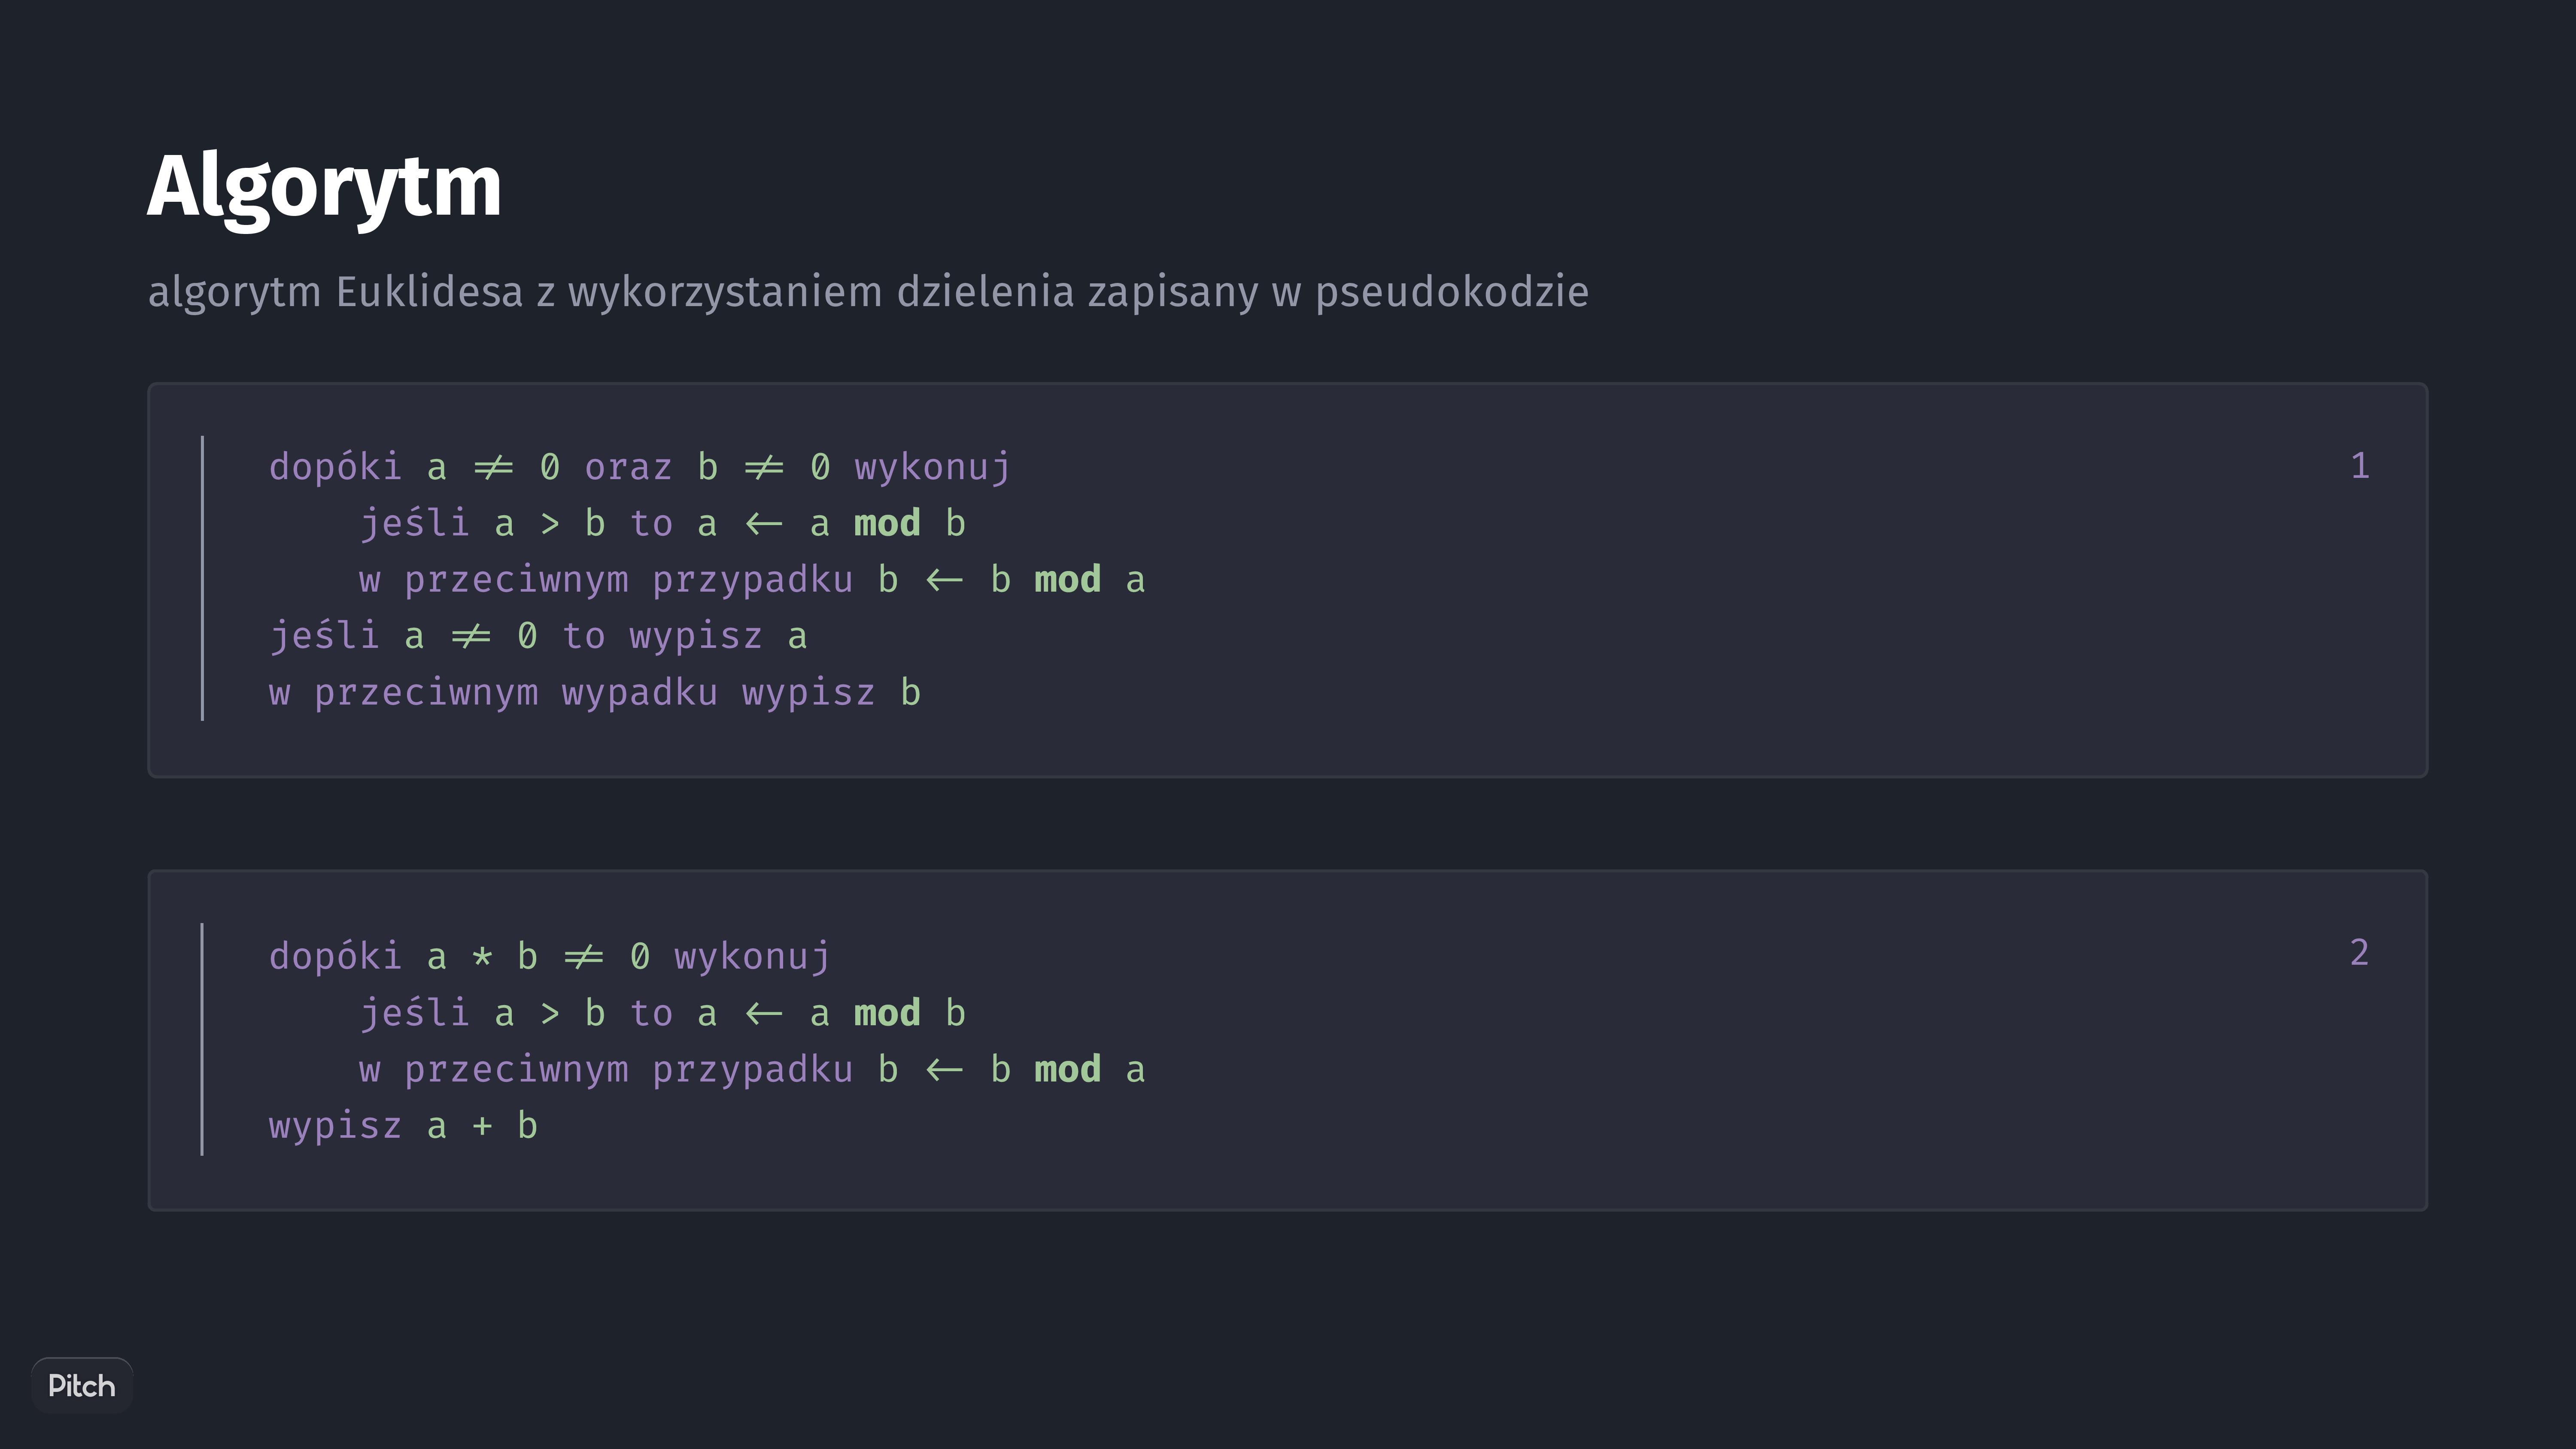 Algorytm
algorytm Euklidesa z wykorzystaniem dzielenia zapisany w pseudokodzie
dopóki a ≠ 0 oraz b ≠ 0 wykonuj 1
jeśli a > b to a ← a mod b
w przeciwnym przypadku b ← b mod a
jeśli a ≠ 0 to wypisz a
w przeciwnym wypadku wypisz b
dopóki a * b ≠ 0 wykonuj 2
jeśli a > b to a ← a mod b
w przeciwnym przypadku b ← b mod a
wypisz a + b
Pitch